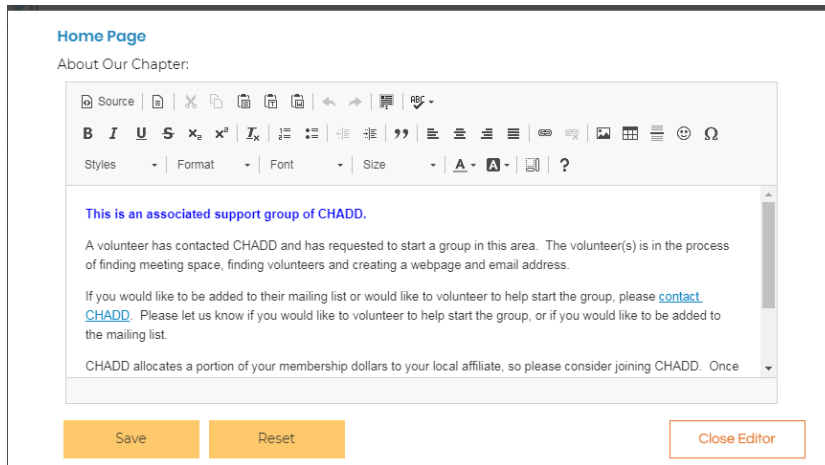 Home Page
About Our Chapter:
Source
ABC
B I U S x₂ x² Iₓ
Styles Format Font Size A A ?
This is an associated support group of CHADD.
A volunteer has contacted CHADD and has requested to start a group in this area. The volunteer(s) is in the process
of finding meeting space, finding volunteers and creating a webpage and email address.
If you would like to be added to their mailing list or would like to volunteer to help start the group, please contact
CHADD. Please let us know if you would like to volunteer to help start the group, or if you would like to be added to
the mailing list.
CHADD allocates a portion of your membership dollars to your local affiliate, so please consider joining CHADD. Once
Save Reset Close Editor